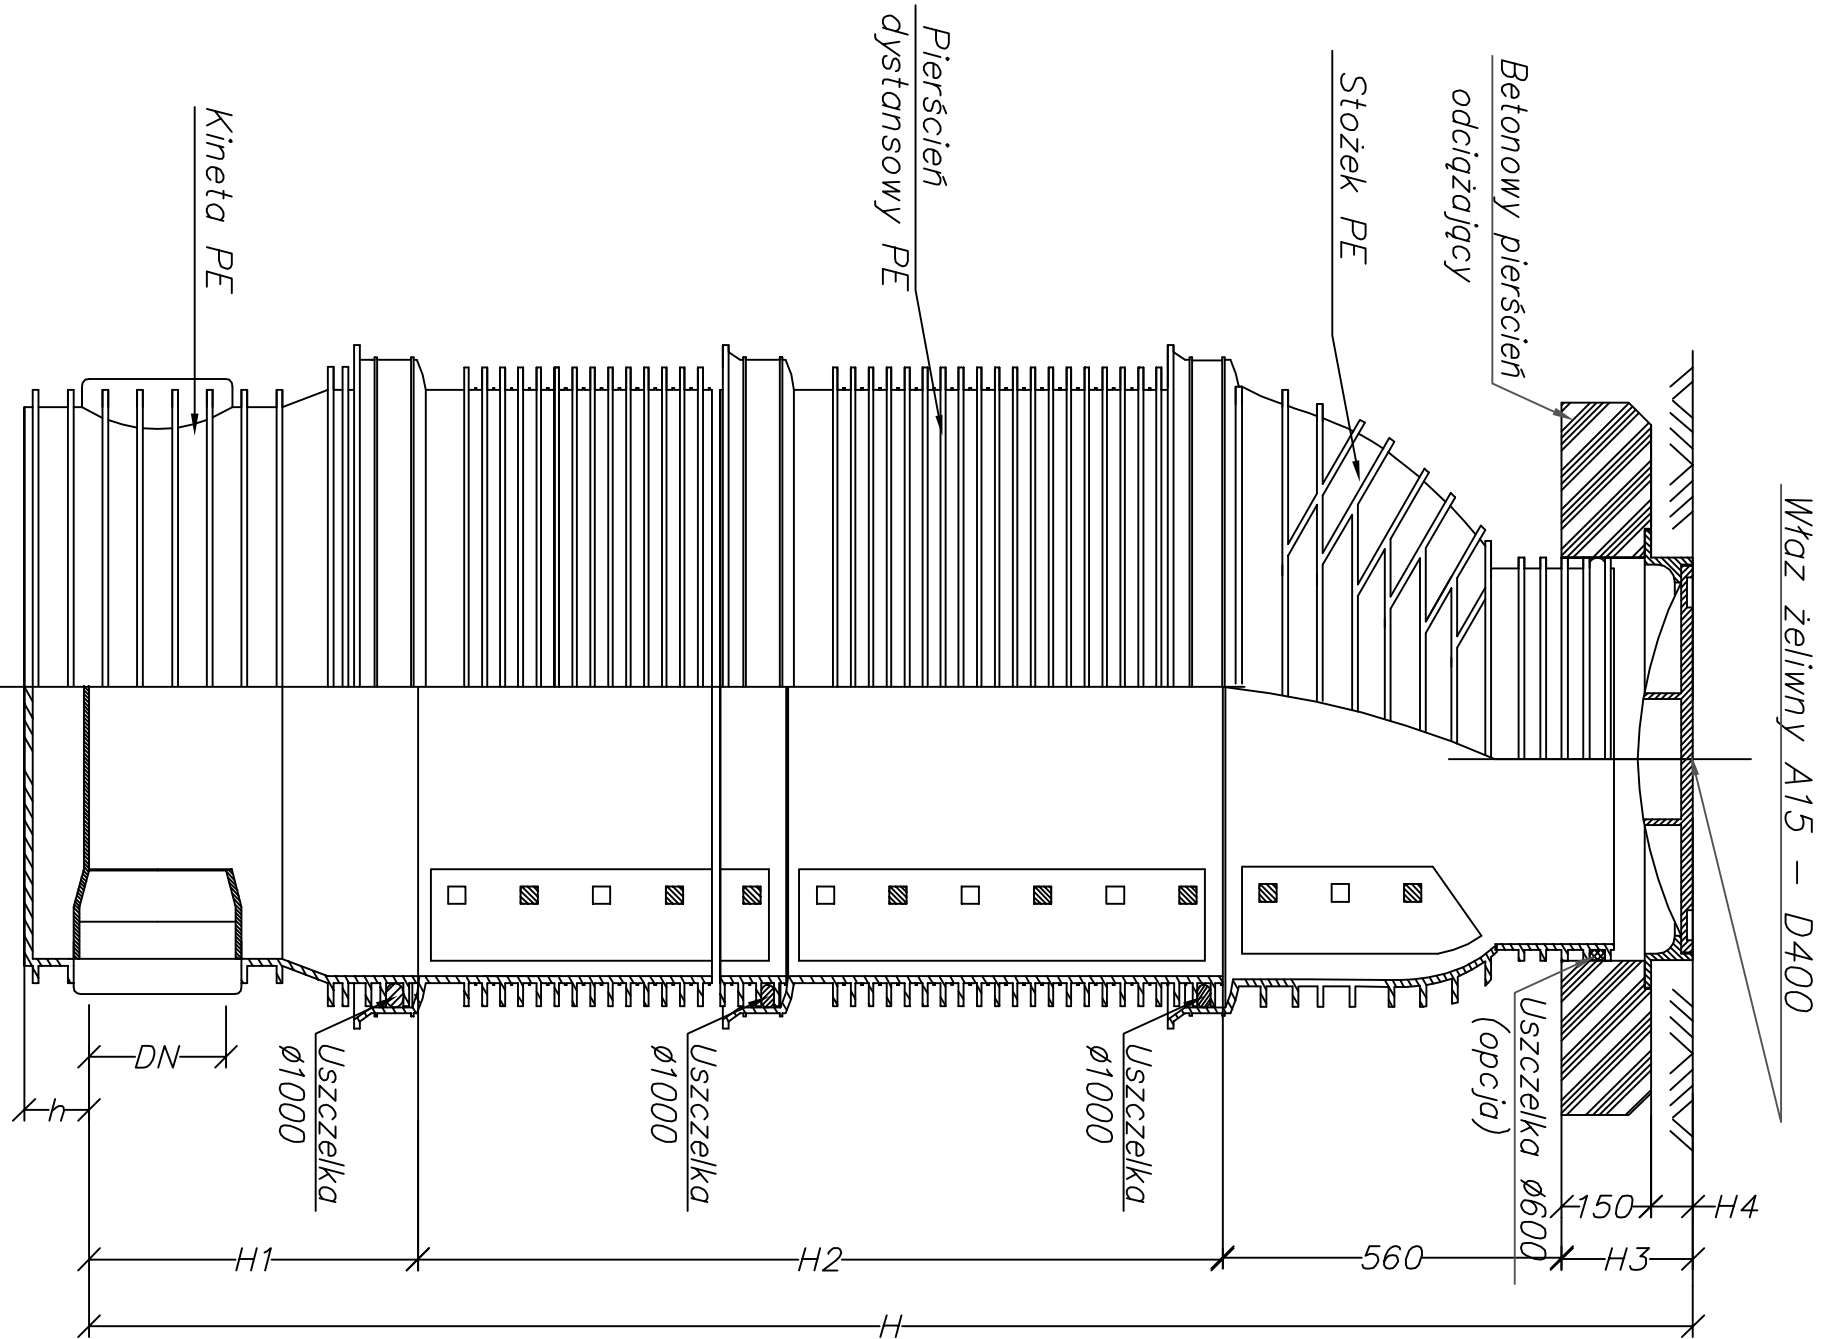 Właz żeliwny A15 - D400
Betonowy pierścień
odciążający
Stożek PE
Pierścień
dystansowy PE
Kineta PE
Uszczelka ø600
(opcja)
Uszczelka
ø1000
Uszczelka
ø1000
Uszczelka
ø1000
H4
150
H3
560
H2
H1
H
DN
h